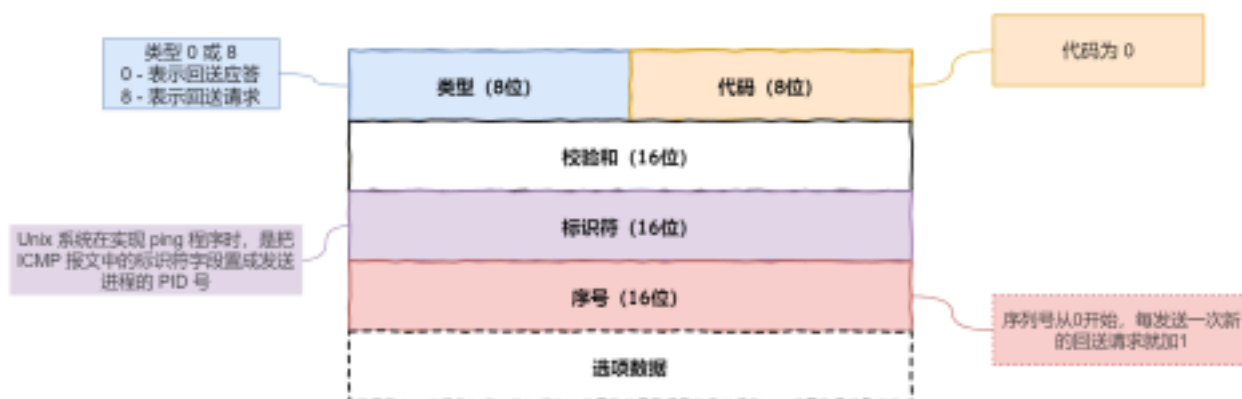 类型 0 或 8
0 - 表示回送应答
8 - 表示回送请求
类型（8位）
代码（8位）
代码为 0
校验和（16位）
标识符（16位）
Unix 系统在实现 ping 程序时，是把
ICMP 报文中的标识符字段置成发送
进程的 PID 号
序号（16位）
序列号从0开始，每发送一次新
的回送请求就加1
选项数据